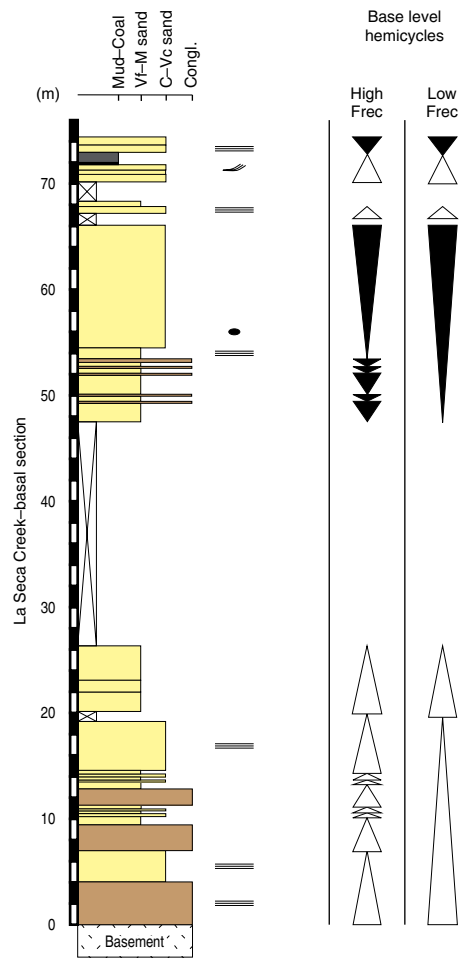 Base level
hemicycles
Mud–Coal
Vf–M sand
C–Vc sand
Congl.
(m)
High
Frec
Low
Frec
70
60
50
40
30
20
10
0
La Seca Creek–basal section
Basement